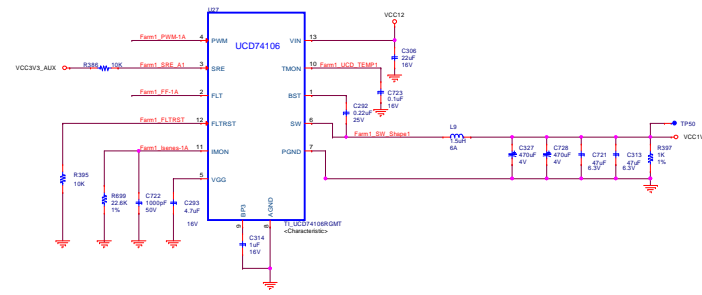 U27
VCC12
Farm1_PWM-1A
4
PWM
UCD74106
VIN
13
C306
22uF
16V
VCC3V3_AUX
R386
10K
Farm1_SRE_A1
3
SRE
TMON
10
Farm1_UCD_TEMP1
Farm1_FF-1A
2
FLT
BST
1
C723
0.1uF
16V
C292
0.22uF
25V
Farm1_FLTRST
12
FLTRST
SW
6
Farm1_SW_Shape1
L9
1.5uH
6A
TP50
VCC1V
Farm1_Isenes-1A
11
IMON
PGND
7
C327
470uF
4V
C728
470uF
4V
C721
47uF
6.3V
C313
47uF
6.3V
R397
1K
1%
R395
10K
R699
22.6K
1%
C722
1000pF
50V
C293
4.7uF
16V
5
VGG
BP3
AGND
9
8
TI_UCD74106RGMT
<Characteristic>
C314
1uF
16V